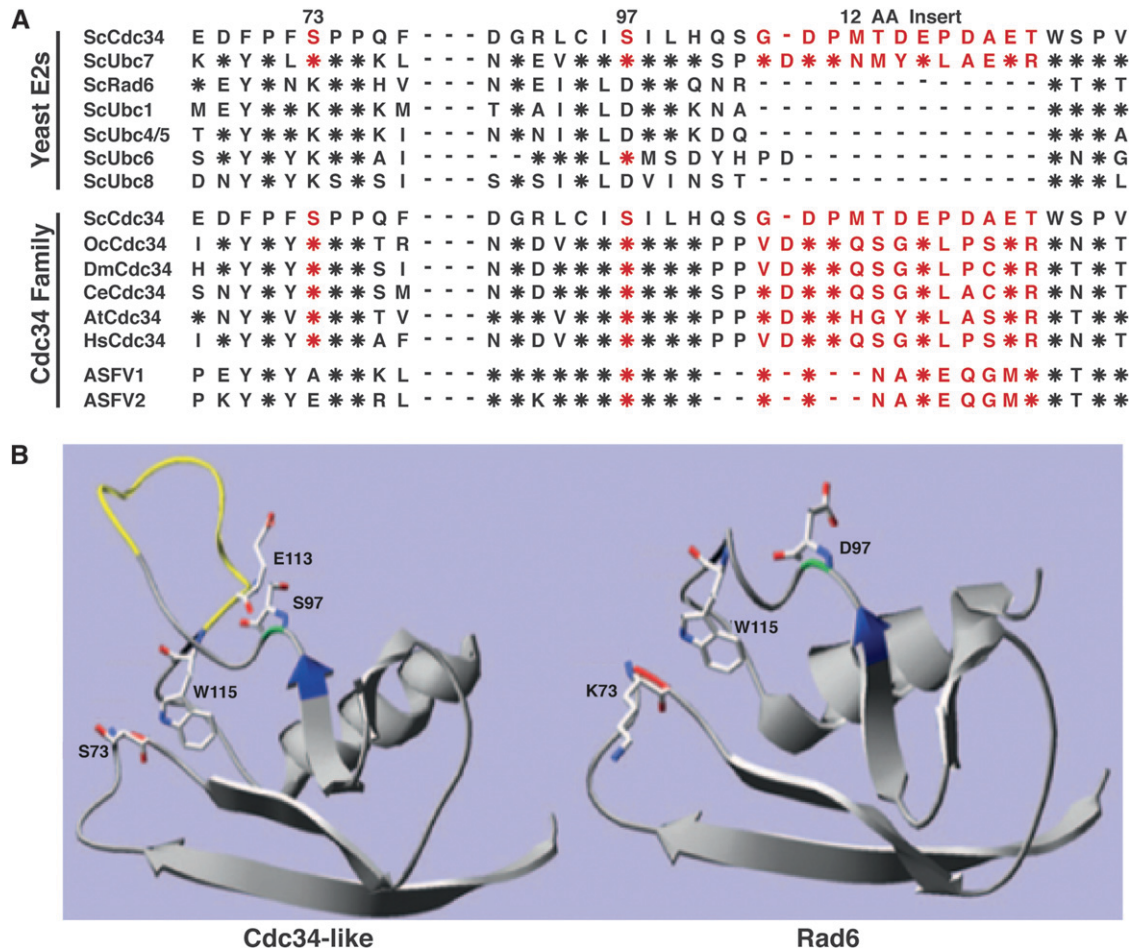 A
73 97 12 AA Insert
Yeast E2s
ScCdc34 E D F P F S P P Q F - - - D G R L C I S I L H Q S G - D P M T D E P D A E T W S P V
ScUbc7 K * Y * L * * * K L - - - N * E V * * * * * * * S P * D * * N M Y * L A E * R * * * *
ScRad6 * E Y * N K * * H V - - - N * E I * L D * * Q N R - - - - - - - - - - - - - * T * T
ScUbc1 M E Y * * K * * K M - - - T * A I * L D * * K N A - - - - - - - - - - - - - * * * *
ScUbc4/5 T * Y * * K * * K I - - - N * N I * L D * * K D Q - - - - - - - - - - - - - * * * A
ScUbc6 S * Y * Y K * * A I - - - - - * * * L * M S D Y H P D - - - - - - - - - - - * N * G
ScUbc8 D N Y * Y K S * S I - - - S * S I * L D V I N S T - - - - - - - - - - - - - * * * L
Cdc34 Family
ScCdc34 E D F P F S P P Q F - - - D G R L C I S I L H Q S G - D P M T D E P D A E T W S P V
OcCdc34 I * Y * Y * * * T R - - - N * D V * * * * * * * P P V D * * Q S G * L P S * R * N * T
DmCdc34 H * Y * Y * * * S I - - - N * D * * * * * * * * P P V D * * Q S G * L P C * R * T * T
CeCdc34 S N Y * Y * * * S M - - - N * D * * * * * * * * S P * D * * Q S G * L A C * R * N * T
AtCdc34 * N Y * V * * * T V - - - * * * V * * * * * * * P P * D * * H G Y * L A S * R * T * *
HsCdc34 I * Y * Y * * * A F - - - N * D V * * * * * * * P P V D * * Q S G * L P S * R * N * T
ASFV1 P E Y * Y A * * K L - - - * * * * * * * * * * * - - * - * - - N A * E Q G M * * T * *
ASFV2 P K Y * Y E * * R L - - - * * K * * * * * * * * - - * - * - - N A * E Q G M * * T * *
B
E113
S97
W115
S73
D97
W115
K73
Cdc34-like
Rad6